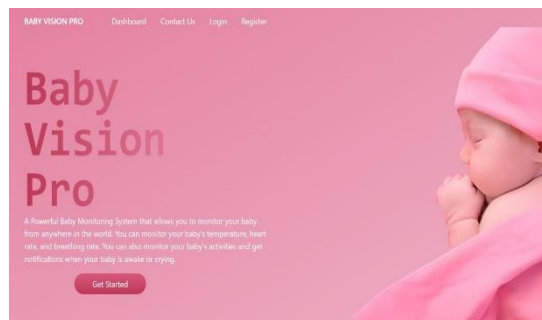 BABY VISION PRO Dashboard Contact Us Login Register
Baby
Vision
Pro
A Powerful Baby Monitoring System that allows you to monitor your baby
from anywhere in the world. You can monitor your baby's temperature, heart
rate, and breathing rate. You can also monitor your baby's activities and get
notifications when your baby is awake or crying.
Get Started